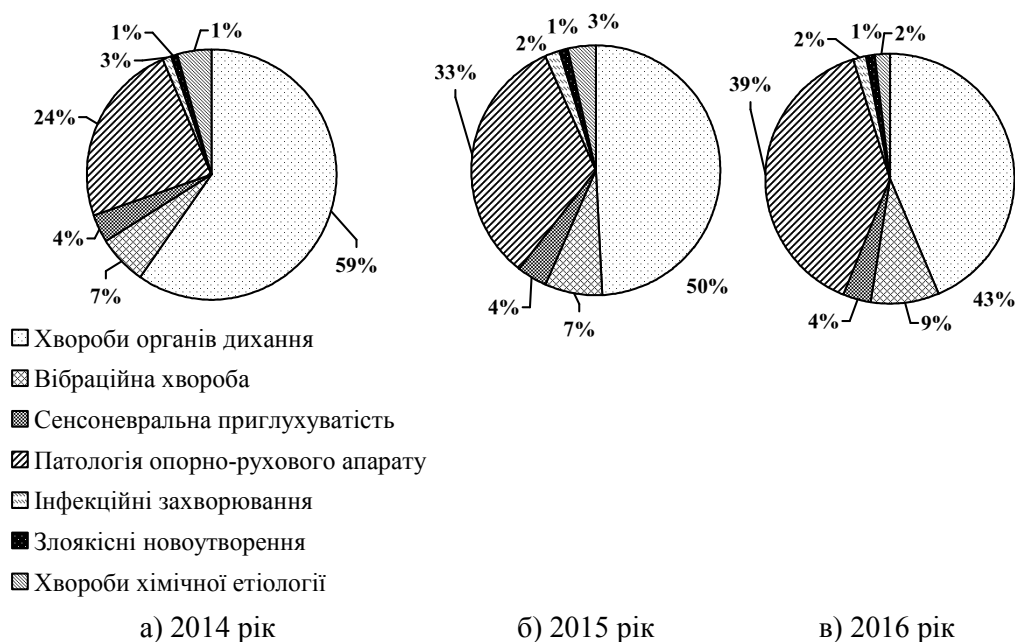 1%
1%
3%
24%
4%
7%
59%
1%
3%
2%
33%
4%
7%
50%
1%
2%
2%
39%
4%
9%
43%
Хвороби органів дихання
Вібраційна хвороба
Сенсоневральна приглухуватість
Патологія опорно-рухового апарату
Інфекційні захворювання
Злоякісні новоутворення
Хвороби хімічної етіології
а) 2014 рік
б) 2015 рік
в) 2016 рік